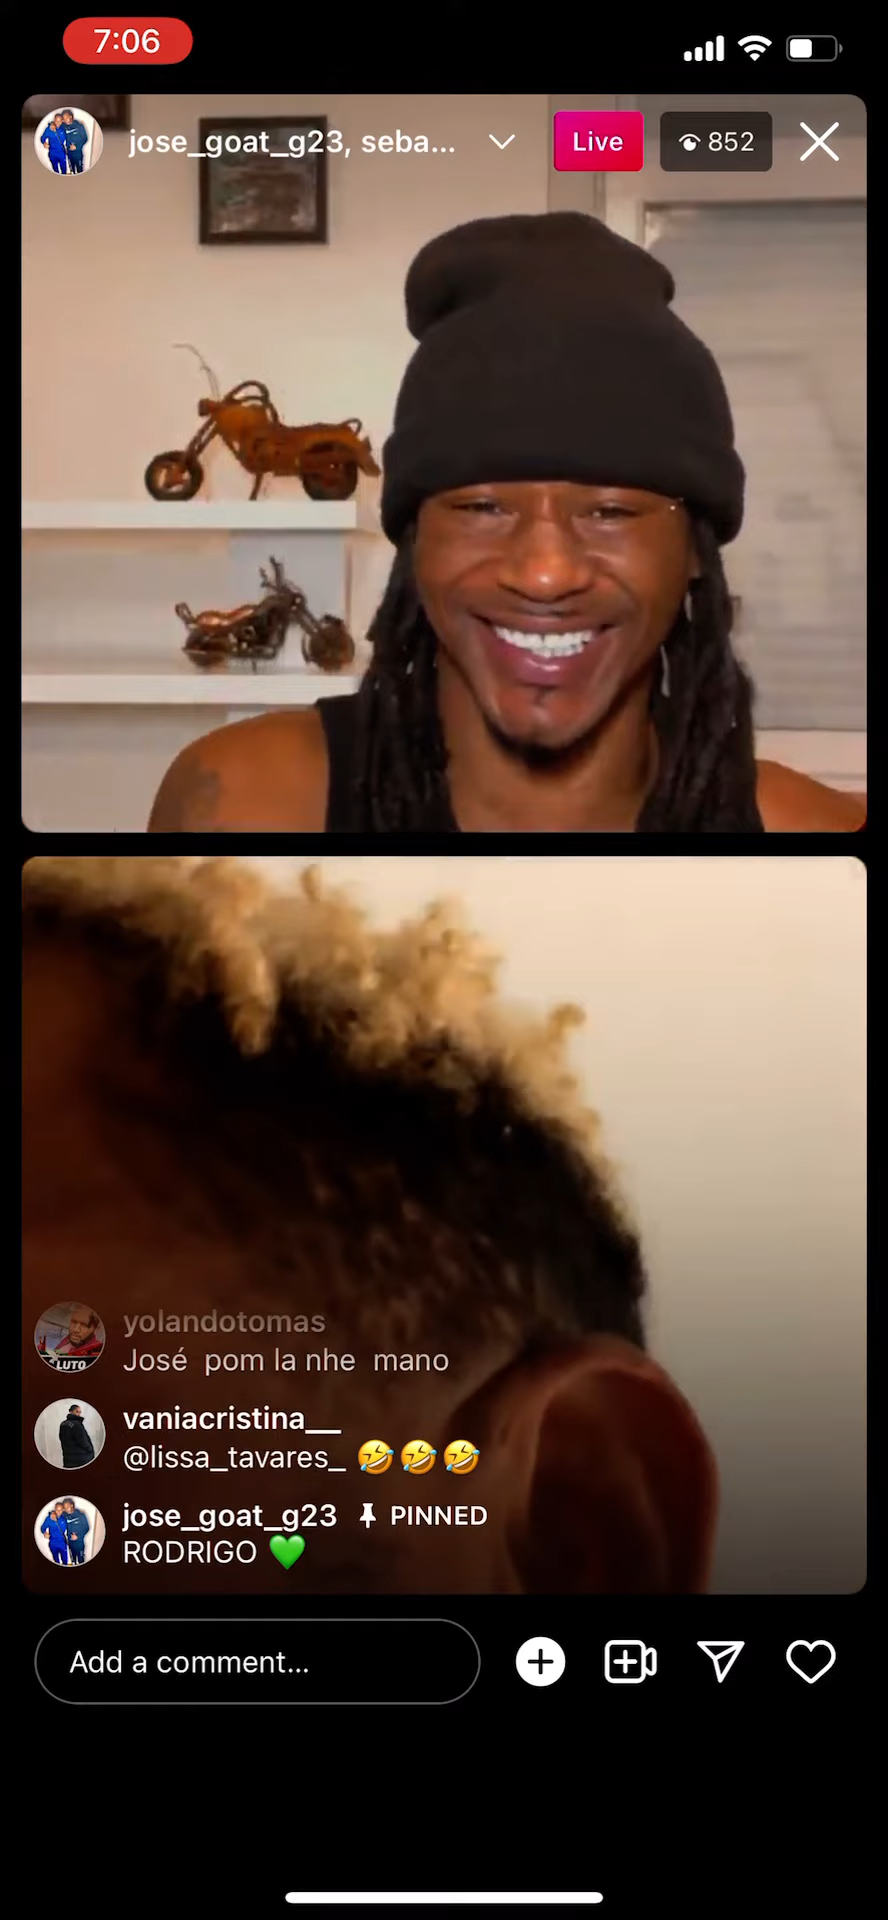 7:06
jose_goat_g23, seba...
Live
852
yolandotomas
José pom la nhe mano
LUTO
vaniacristina__
@lissa_tavares_ 🤣🤣🤣
jose_goat_g23 PINNED
RODRIGO 💚
Add a comment...